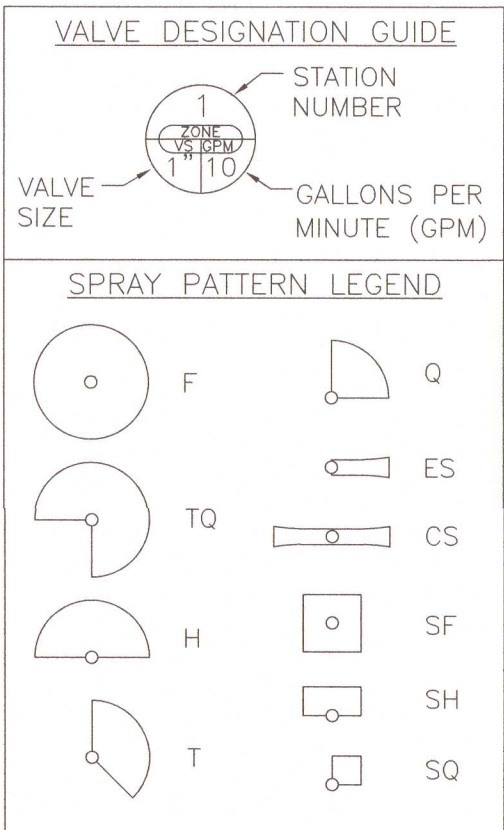 VALVE DESIGNATION GUIDE
STATION
NUMBER
1
ZONE
VS GPM
1" 10
VALVE
SIZE
GALLONS PER
MINUTE (GPM)
SPRAY PATTERN LEGEND
F
Q
ES
TQ
CS
H
SF
SH
T
SQ